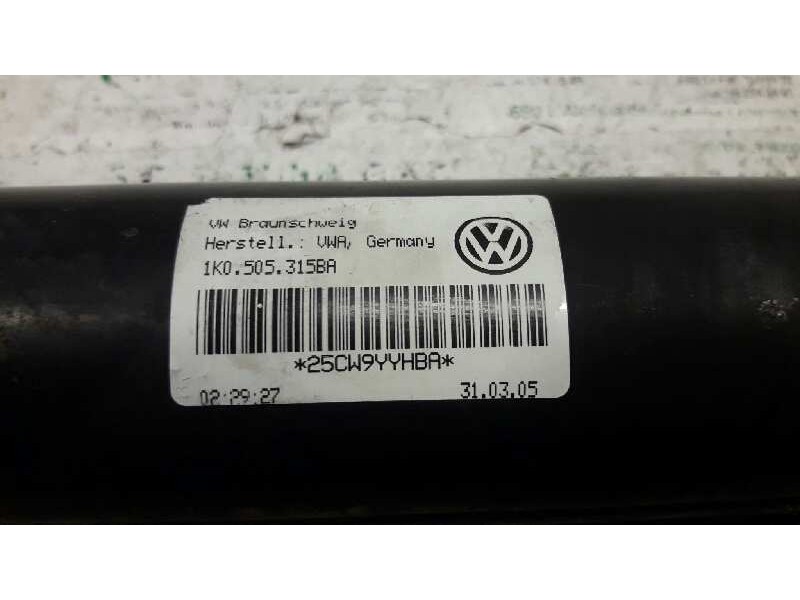 VW Braunschweig
Herstell.: VWA, Germany
1K0.505.315BA
*25CW9YYHBA*
02:29:27 31.03.05